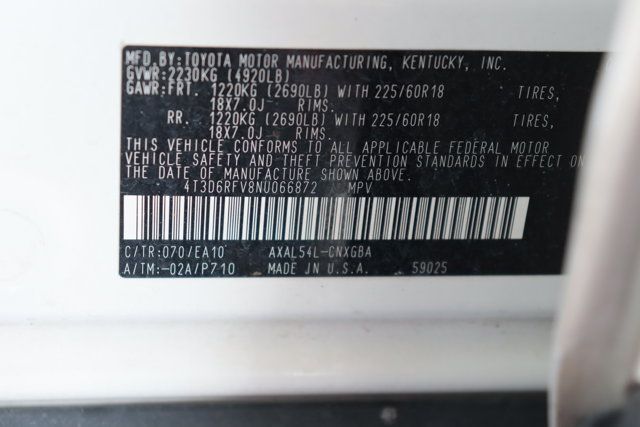 MFD.BY:TOYOTA MOTOR MANUFACTURING, KENTUCKY, INC.
GVWR:2230KG (4920LB)
GAWR:FRT. 1220KG (2690LB) WITH 225/60R18 TIRES,
18X7.0J RIMS.
RR. 1220KG (2690LB) WITH 225/60R18 TIRES,
18X7.0J RIMS.
THIS VEHICLE CONFORMS TO ALL APPLICABLE FEDERAL MOTOR
VEHICLE SAFETY AND THEFT PREVENTION STANDARDS IN EFFECT ON
THE DATE OF MANUFACTURE SHOWN ABOVE.
4T3D6RFV8NU066872 MPV
C/TR:070/EA10 AXAL54L-CNXGBA
A/TM:-02A/P710 MADE IN U.S.A. 59025